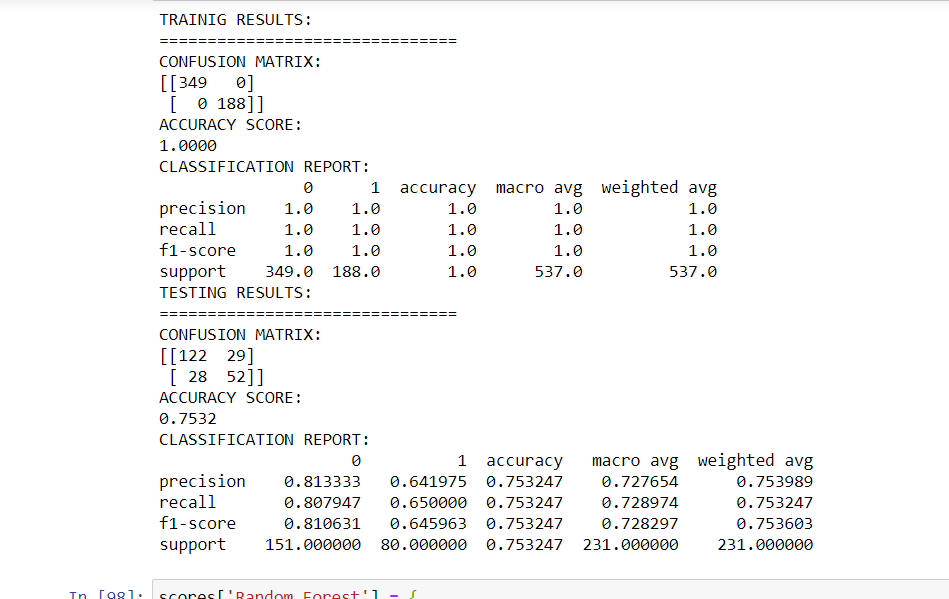 TRAINIG RESULTS:
===============================
CONFUSION MATRIX:
[[349   0]
 [  0 188]]
ACCURACY SCORE:
1.0000
CLASSIFICATION REPORT:
               0      1  accuracy  macro avg  weighted avg
precision    1.0    1.0       1.0        1.0           1.0
recall       1.0    1.0       1.0        1.0           1.0
f1-score     1.0    1.0       1.0        1.0           1.0
support    349.0  188.0       1.0      537.0         537.0
TESTING RESULTS:
===============================
CONFUSION MATRIX:
[[122  29]
 [ 28  52]]
ACCURACY SCORE:
0.7532
CLASSIFICATION REPORT:
                    0          1  accuracy   macro avg  weighted avg
precision    0.813333   0.641975  0.753247    0.727654      0.753989
recall       0.807947   0.650000  0.753247    0.728974      0.753247
f1-score     0.810631   0.645963  0.753247    0.728297      0.753603
support    151.000000  80.000000  0.753247  231.000000    231.000000
In [98]: scores['Random Forest'] = {